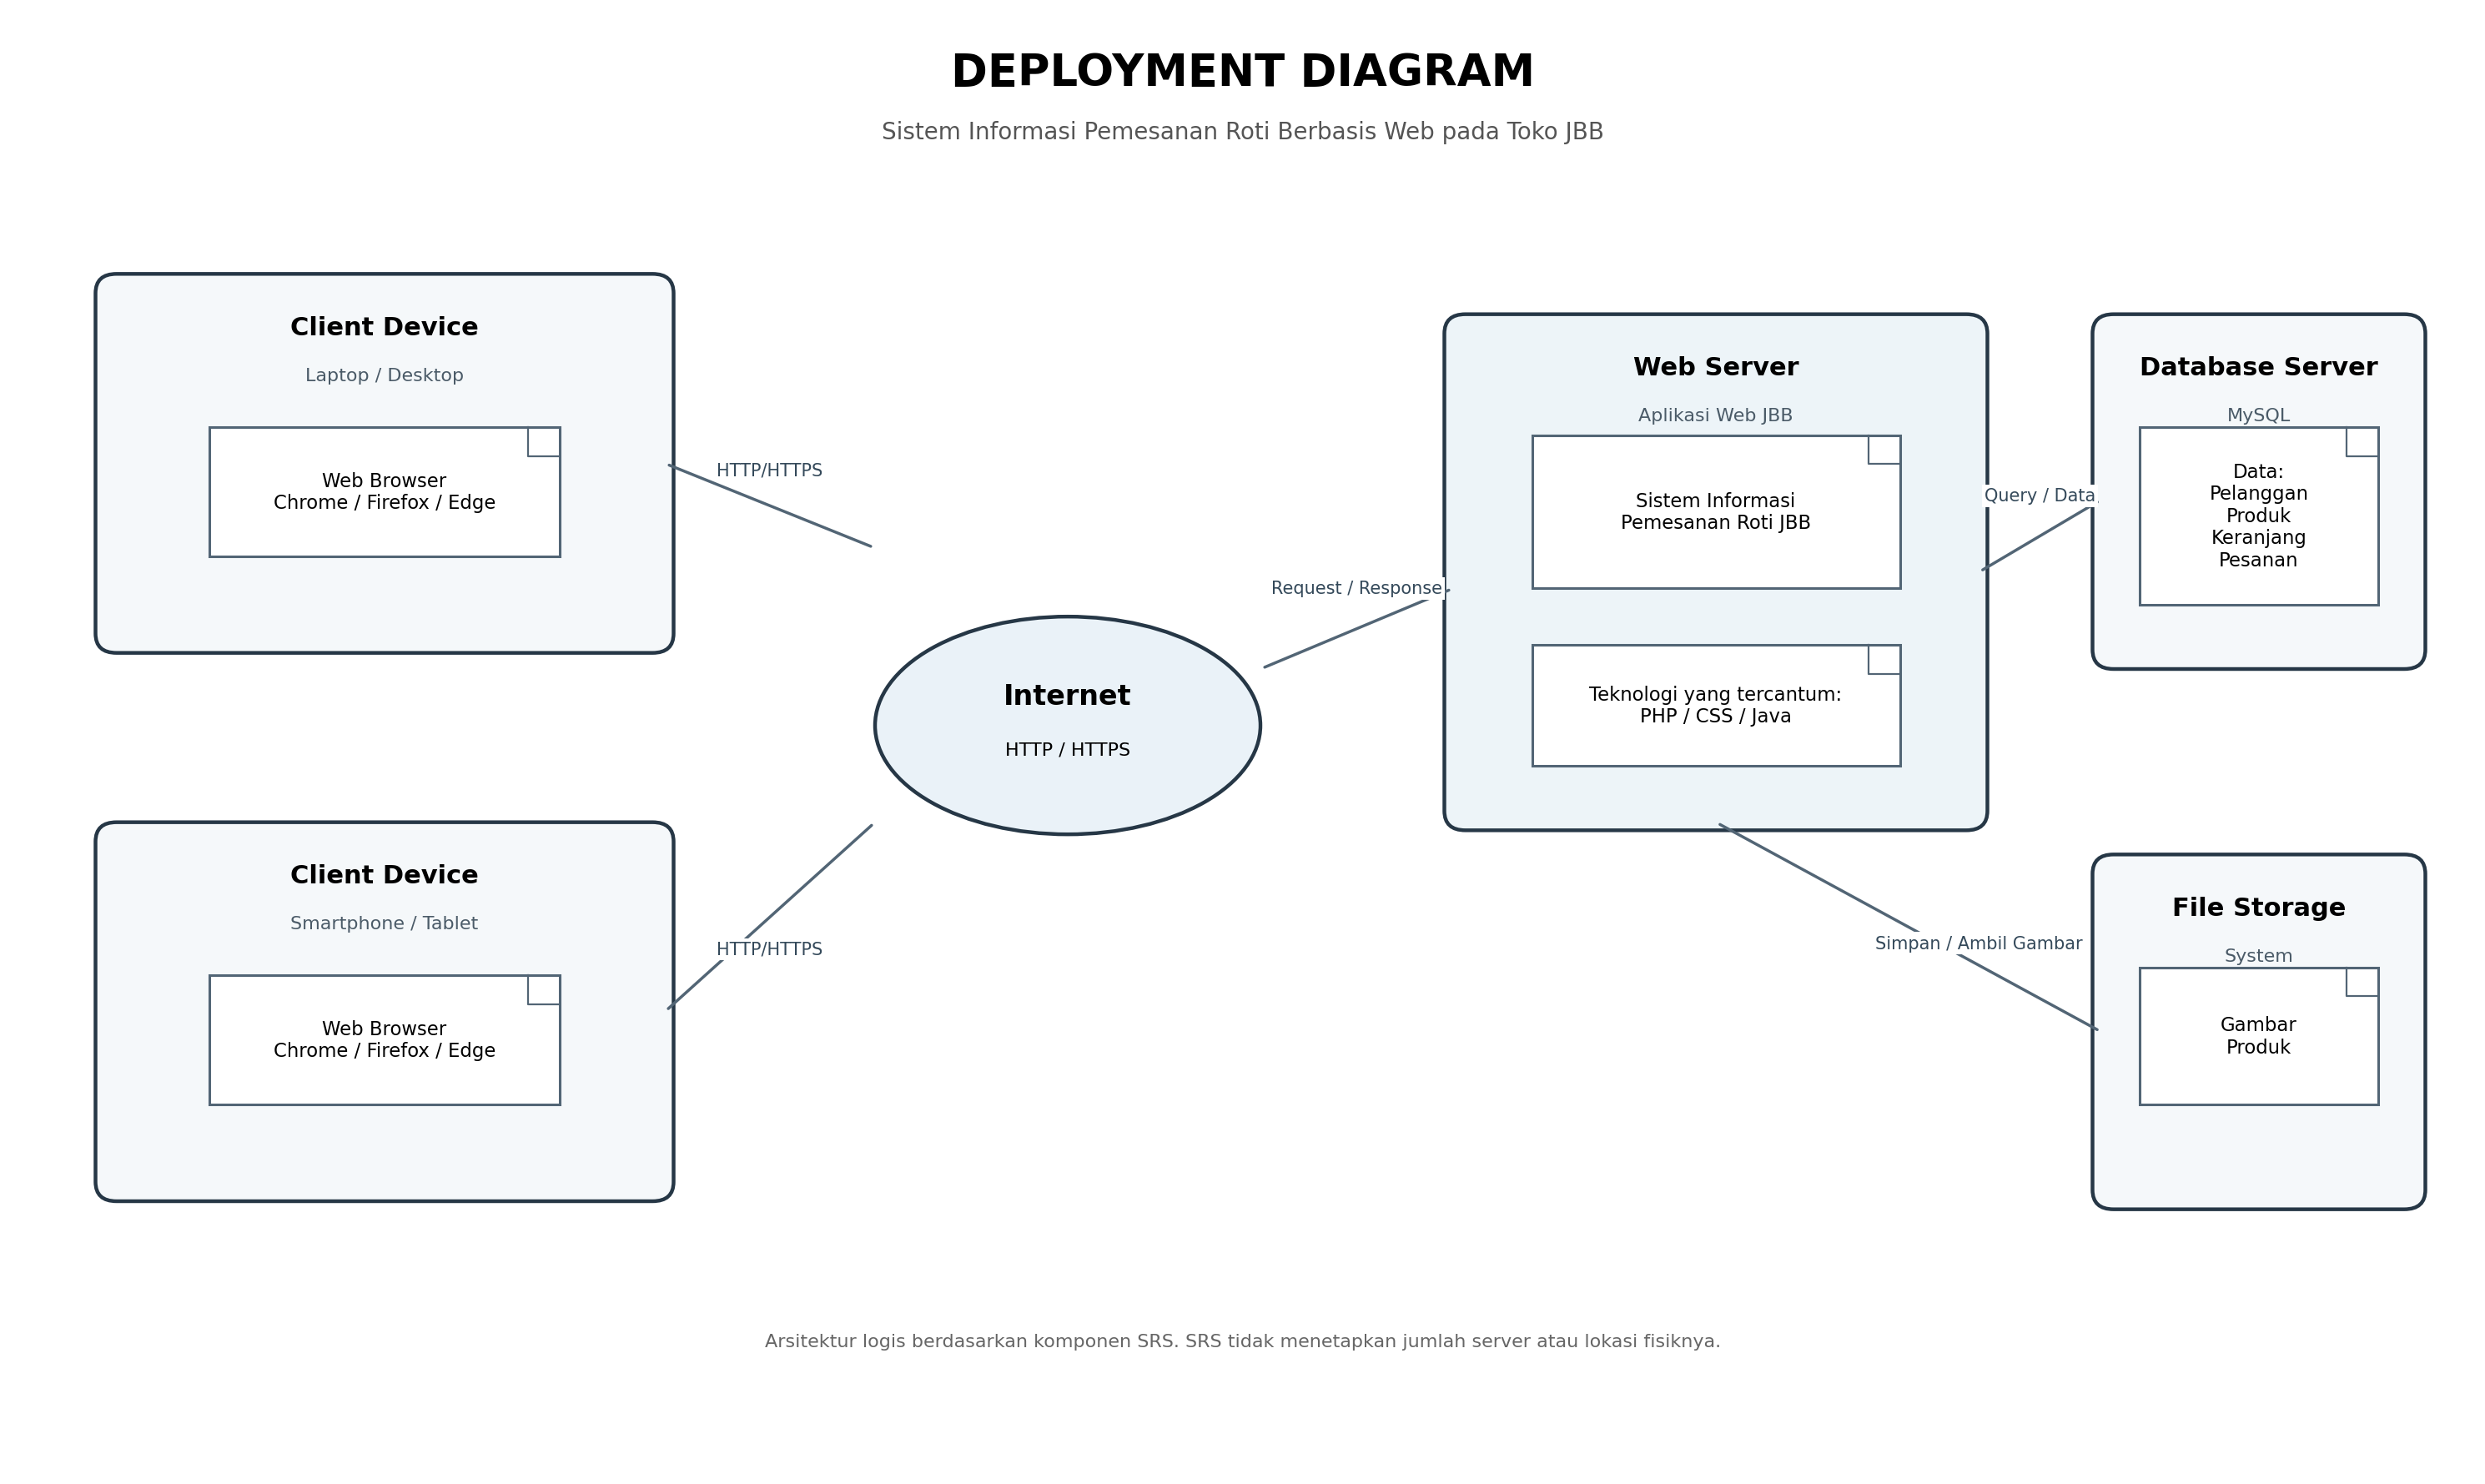 DEPLOYMENT DIAGRAM
Sistem Informasi Pemesanan Roti Berbasis Web pada Toko JBB
Client Device
Laptop / Desktop
Web Browser
Chrome / Firefox / Edge
HTTP/HTTPS
Client Device
Smartphone / Tablet
Web Browser
Chrome / Firefox / Edge
HTTP/HTTPS
Internet
HTTP / HTTPS
Request / Response
Web Server
Aplikasi Web JBB
Sistem Informasi
Pemesanan Roti JBB
Teknologi yang tercantum:
PHP / CSS / Java
Query / Data
Database Server
MySQL
Data:
Pelanggan
Produk
Keranjang
Pesanan
Simpan / Ambil Gambar
File Storage
System
Gambar
Produk
Arsitektur logis berdasarkan komponen SRS. SRS tidak menetapkan jumlah server atau lokasi fisiknya.